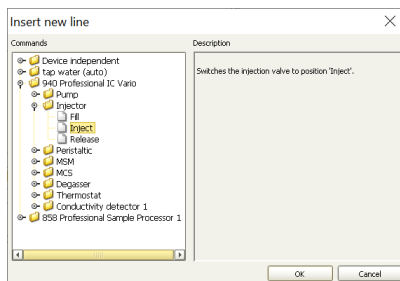 Insert new line
Commands
Description
Device independent
tap water (auto)
940 Professional IC Vario
Pump
Injector
Fill
Inject
Release
Peristaltic
MSM
MCS
Degasser
Thermostat
Conductivity detector 1
858 Professional Sample Processor 1
Switches the injection valve to position 'Inject'.
OK
Cancel